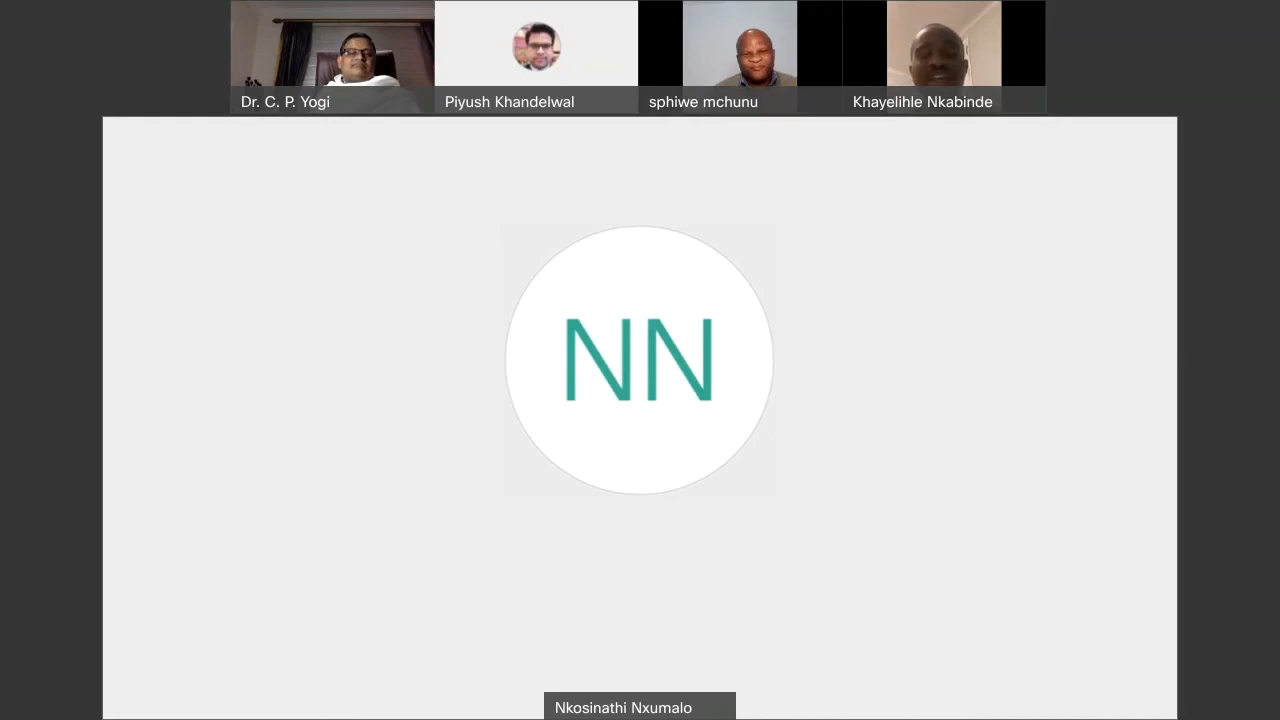 Dr. C. P. Yogi
Piyush Khandelwal
sphiwe mchunu
Khayelihle Nkabinde
NN
Nkosinathi Nxumalo